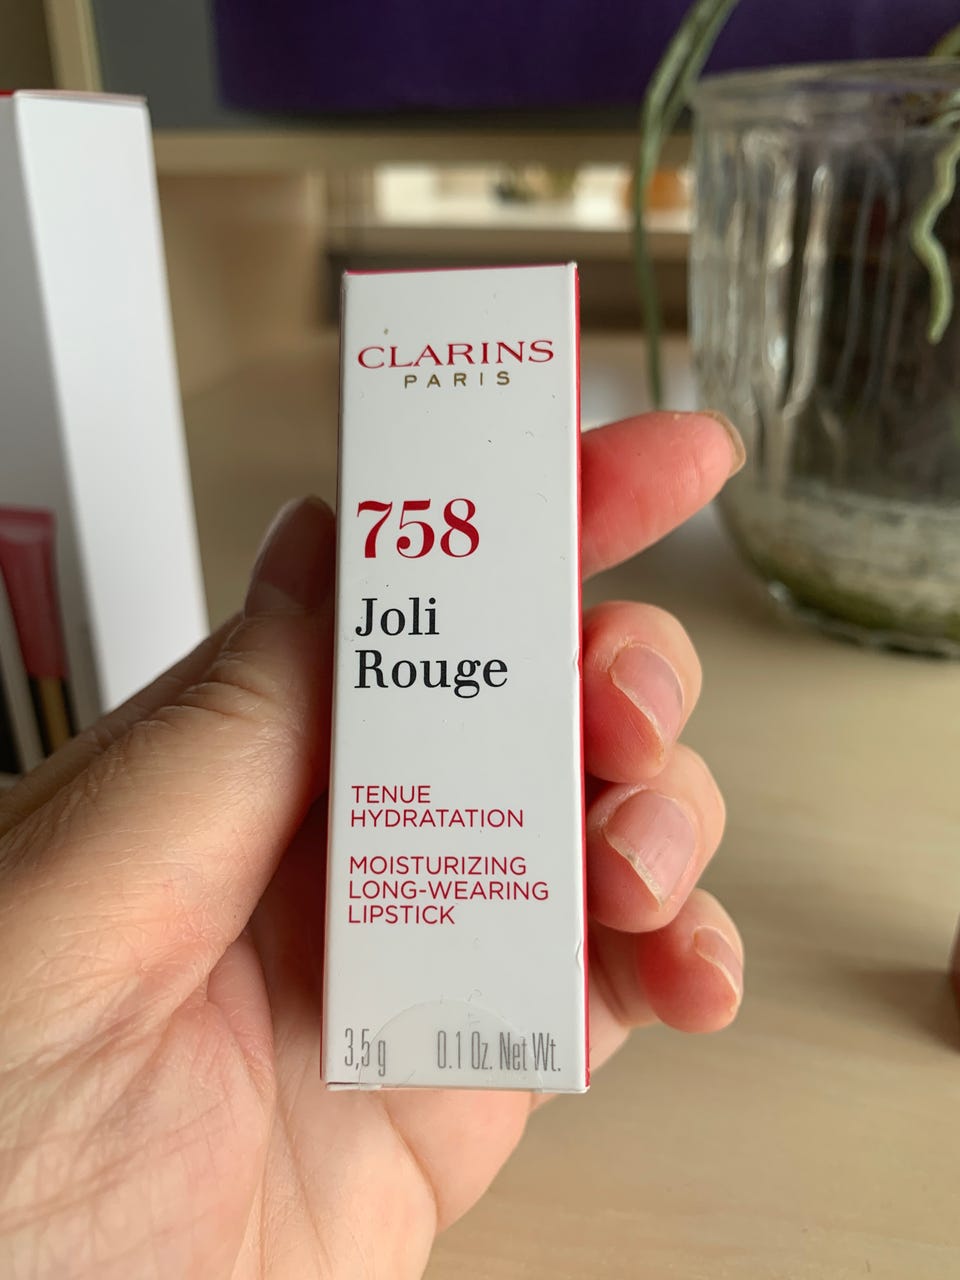 CLARINS
PARIS
758
Joli
Rouge
TENUE
HYDRATATION
MOISTURIZING
LONG-WEARING
LIPSTICK
3,5 g 0.1 Oz. Net Wt.